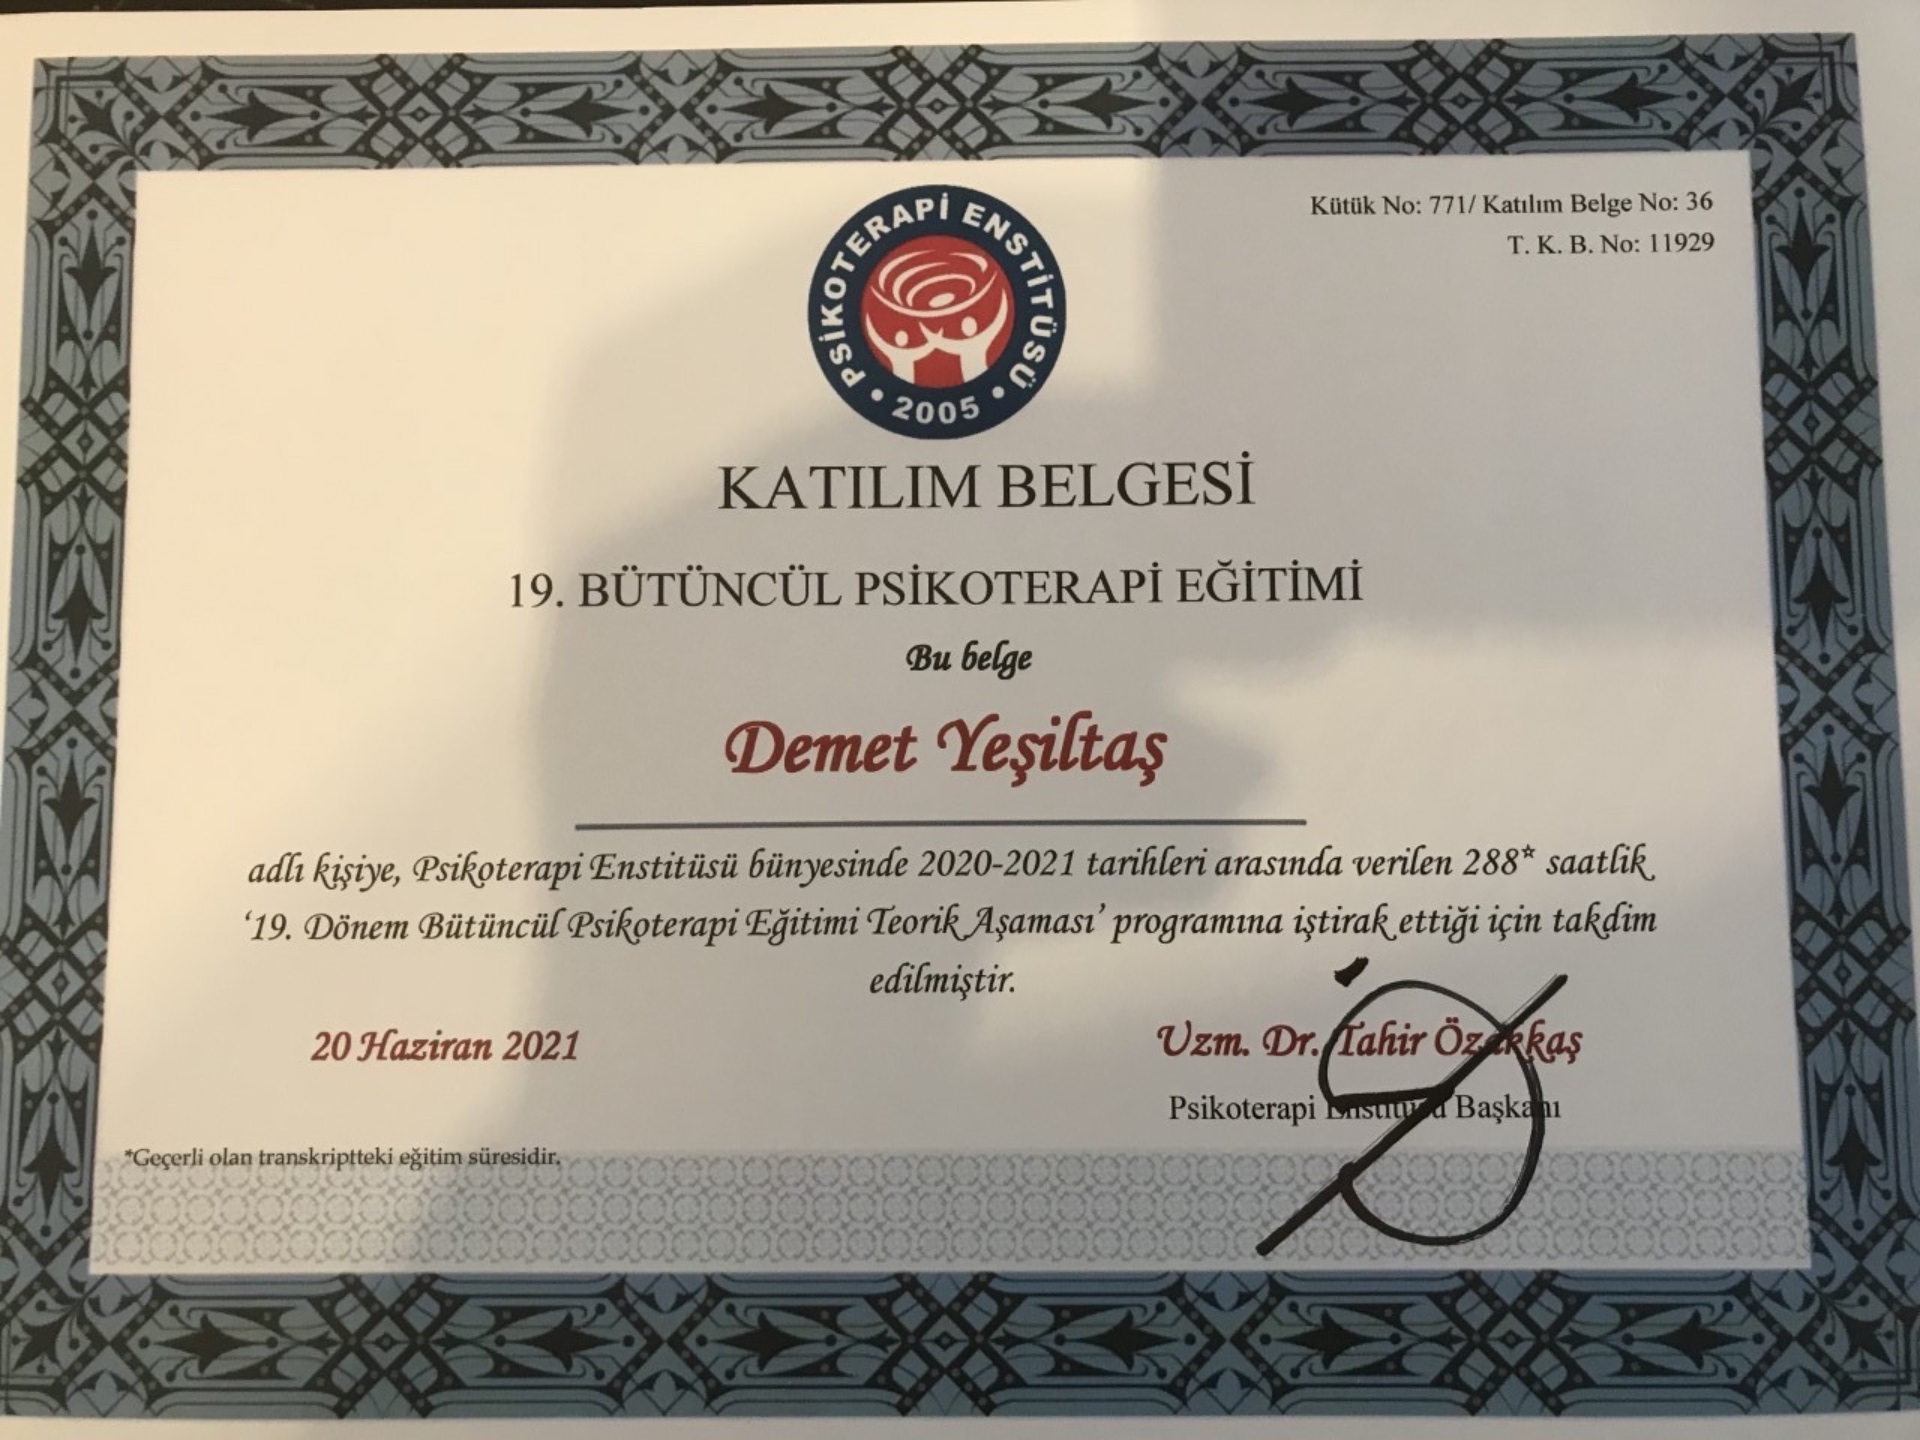 Kütük No: 771/ Katılım Belge No: 36
T. K. B. No: 11929
PSİKOTERAPİ ENSTİTÜSÜ
• 2005 •
KATILIM BELGESİ
19. BÜTÜNCÜL PSİKOTERAPİ EĞİTİMİ
Bu belge
Demet Yeşiltaş
adlı kişiye, Psikoterapi Enstitüsü bünyesinde 2020-2021 tarihleri arasında verilen 288* saatlik
‘19. Dönem Bütüncül Psikoterapi Eğitimi Teorik Aşaması’ programına iştirak ettiği için takdim
edilmiştir.
20 Haziran 2021
Uzm. Dr. Tahir Özakkaş
Psikoterapi Enstitüsü Başkanı
*Geçerli olan transkriptteki eğitim süresidir.